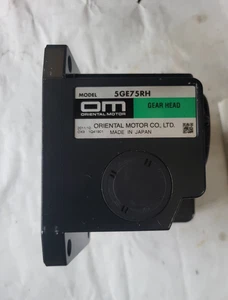 MODEL 5GE75RH
OM
ORIENTAL MOTOR
GEAR HEAD
ORIENTAL MOTOR CO., LTD.
MADE IN JAPAN